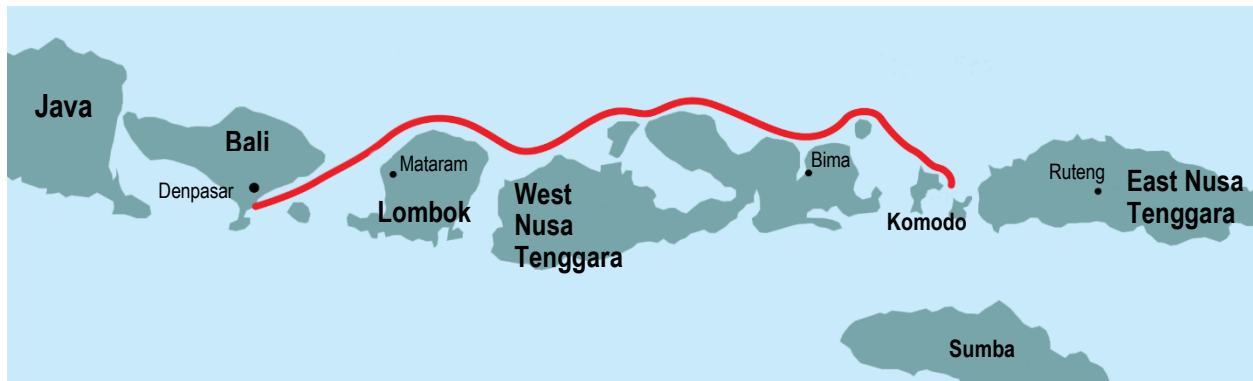 Java
Bali
Denpasar
Mataram
Lombok
West
Nusa
Tenggara
Bima
Komodo
Ruteng
East Nusa
Tenggara
Sumba